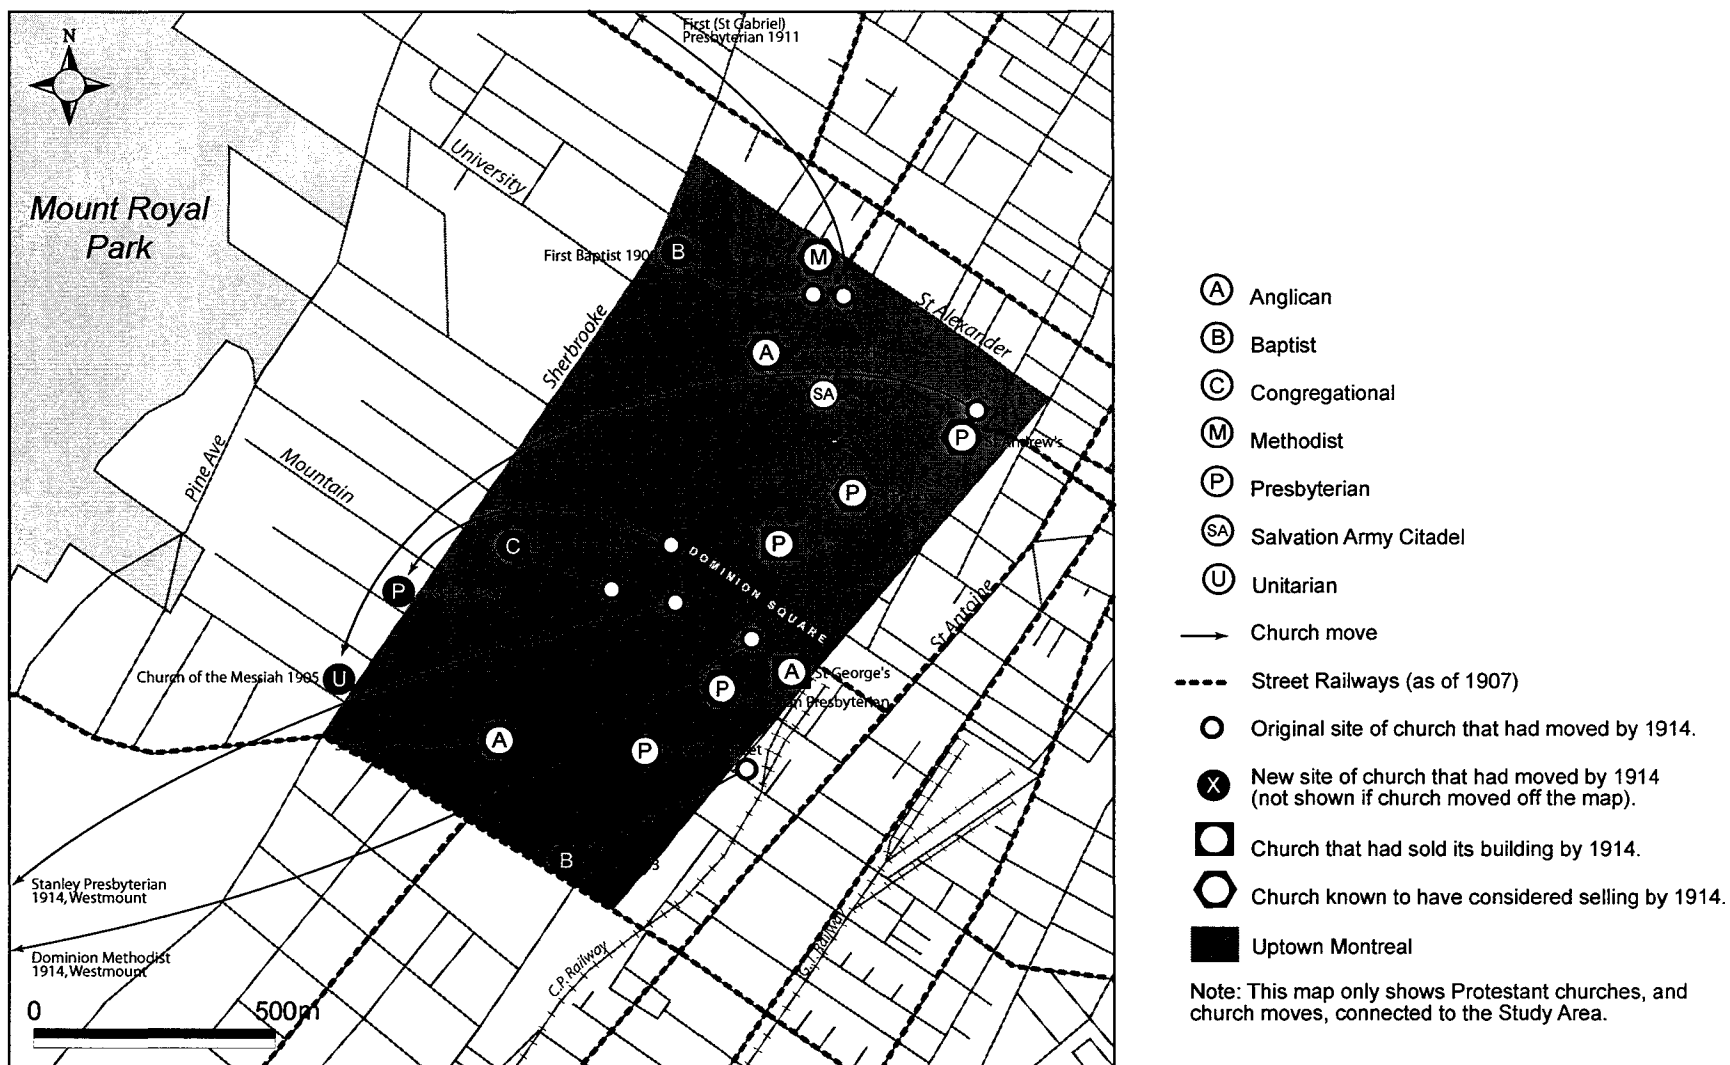 First (St Gabriel)
Presbyterian 1911
N
University
Mount Royal
Park
First Baptist 190
B
M
St Alexander
Sherbrooke
A
SA
P
Andrew's
Pine Ave
Mountain
P
C
P
DOMINION SQUARE
P
St Antoine
Church of the Messiah 1905
U
A
St George's
P
Presbyterian
A
P
B
Stanley Presbyterian
1914, Westmount
Dominion Methodist
1914, Westmount
C.P. Railway
G.T. Railway
0
500m
A Anglican
B Baptist
C Congregational
M Methodist
P Presbyterian
SA Salvation Army Citadel
U Unitarian
Church move
Street Railways (as of 1907)
Original site of church that had moved by 1914.
X New site of church that had moved by 1914
(not shown if church moved off the map).
Church that had sold its building by 1914.
Church known to have considered selling by 1914.
Uptown Montreal
Note: This map only shows Protestant churches, and
church moves, connected to the Study Area.